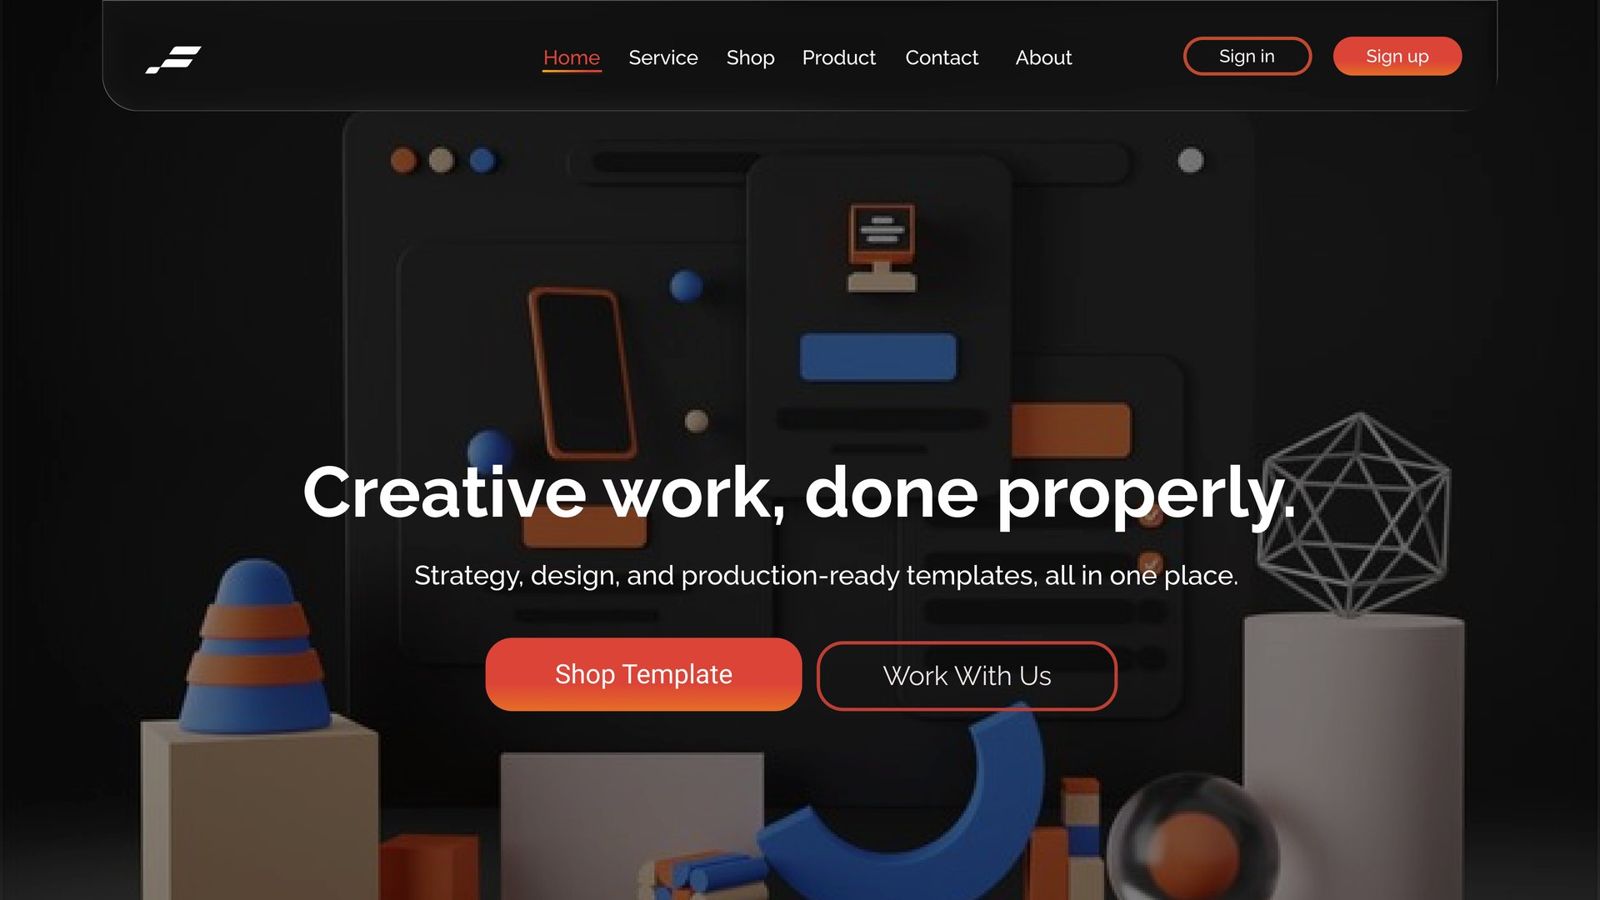 Home Service Shop Product Contact About Sign in Sign up
Creative work, done properly.
Strategy, design, and production-ready templates, all in one place.
Shop Template Work With Us